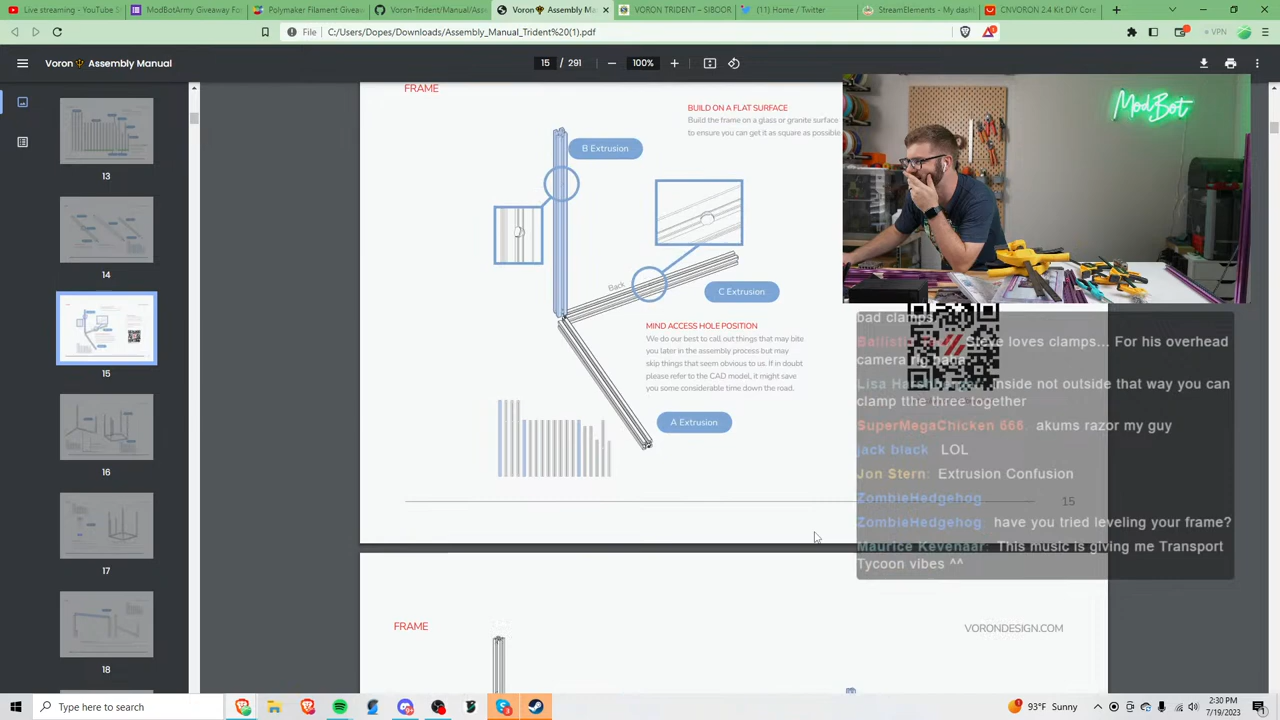 Live streaming - YouTube S
ModBotArmy Giveaway For
Polymaker Filament Givea
Voron-Trident/Manual/Ass
Voron Assembly Ma
VORON TRIDENT – SIBOOR
(11) Home / Twitter
StreamElements - My dash
CNVORON 2.4 Kit DIY Core
File C:/Users/Dopes/Downloads/Assembly_Manual_Trident%20(1).pdf
VPN
Voron Assembly Manual
15 / 291
100%
13
14
15
16
17
18
FRAME
BUILD ON A FLAT SURFACE
Build the frame on a glass or granite surface
to ensure you can get it as square as possible
B Extrusion
Back
C Extrusion
MIND ACCESS HOLE POSITION
We do our best to call out things that may bite
you later in the assembly process but may
skip things that seem obvious to us. If in doubt
please refer to the CAD model, it might save
you some considerable time down the road.
A Extrusion
15
FRAME
VORONDESIGN.COM
ModBot
bad clamps
Steve loves clamps... For his overhead
camera rig haha
Lisa inside not outside that way you can
clamp tthe three together
SuperMegaChicken 666: akums razor my guy
jack black: LOL
Jon Stern: Extrusion Confusion
ZombieHedgehog:
ZombieHedgehog: have you tried leveling your frame?
Maurice Kevenaar: This music is giving me Transport
Tycoon vibes ^^
Type here to search
93°F Sunny
2:30 PM
7/19/2023